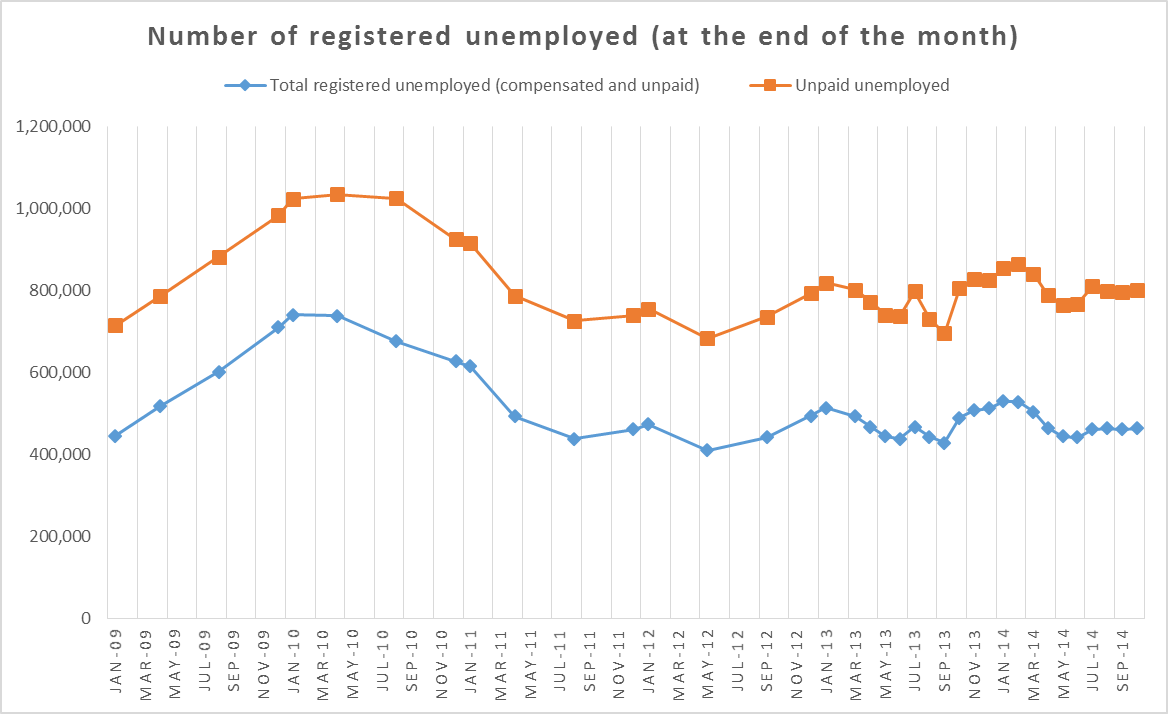 Number of registered unemployed (at the end of the month)
Total registered unemployed (compensated and unpaid) Unpaid unemployed
1,200,000
1,000,000
800,000
600,000
400,000
200,000
0
JAN-09
MAR-09
MAY-09
JUL-09
SEP-09
NOV-09
JAN-10
MAR-10
MAY-10
JUL-10
SEP-10
NOV-10
JAN-11
MAR-11
MAY-11
JUL-11
SEP-11
NOV-11
JAN-12
MAR-12
MAY-12
JUL-12
SEP-12
NOV-12
JAN-13
MAR-13
MAY-13
JUL-13
SEP-13
NOV-13
JAN-14
MAR-14
MAY-14
JUL-14
SEP-14